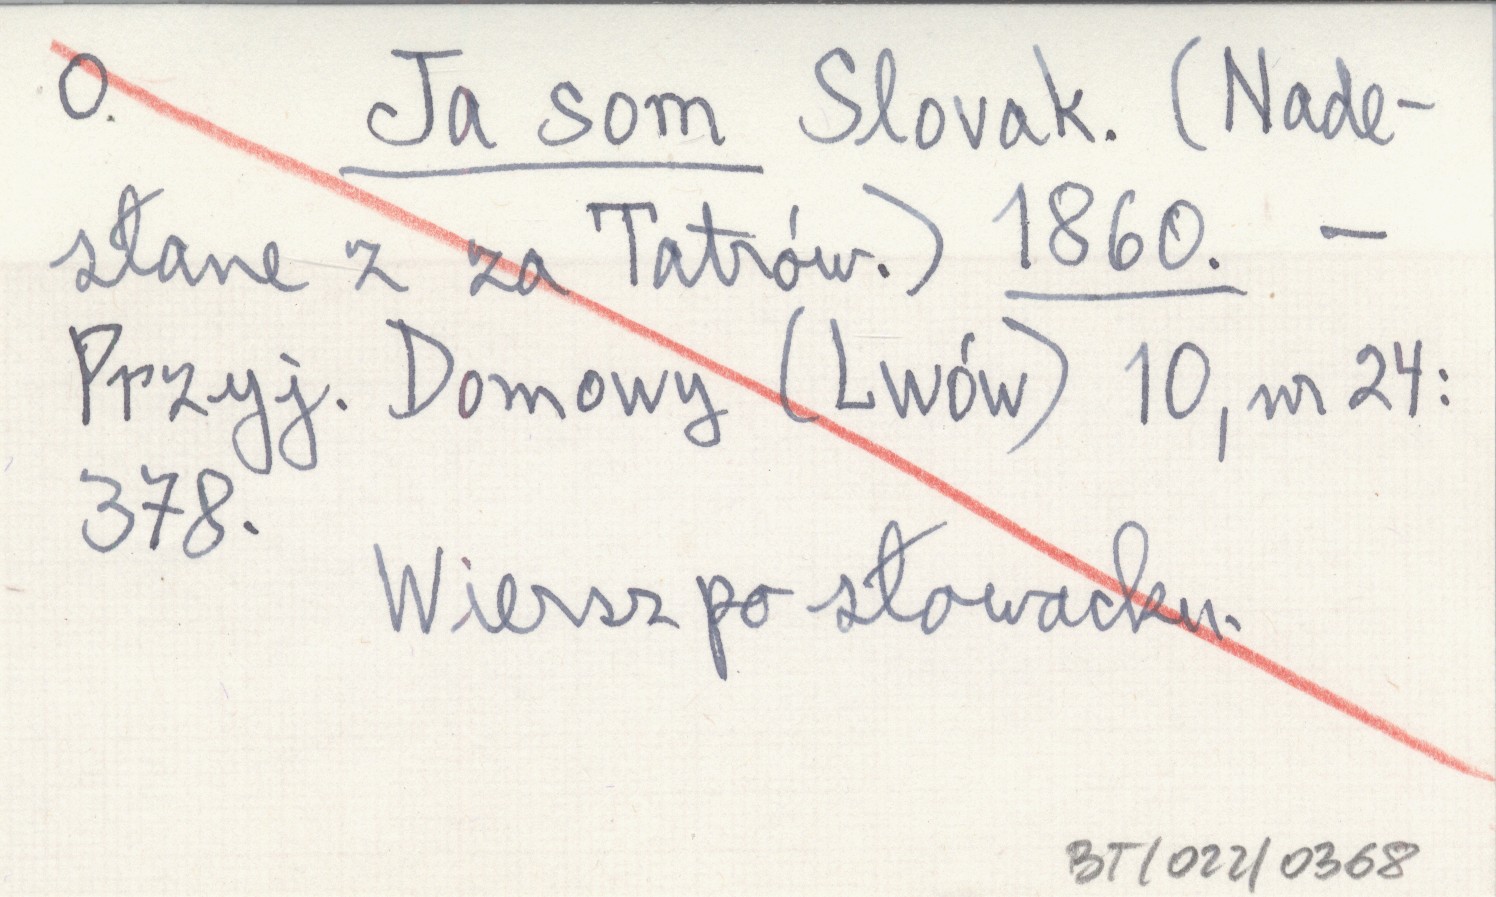 O. Ja som Slovak. (Nade-
słane z za Tatrów.) 1860. —
Przyj. Domowy (Lwów) 10, nr 24:
378.
Wiersz po słowacku.
BT/022/0368